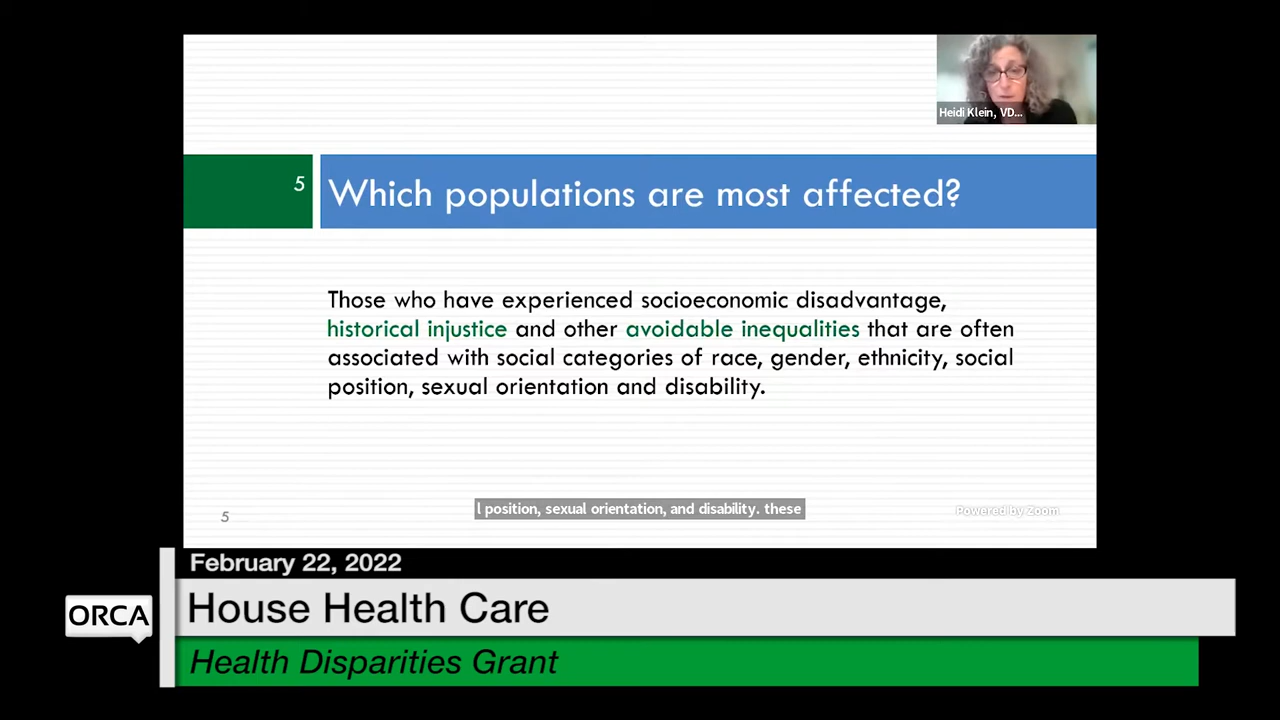 Heidi Klein, VD...
5
Which populations are most affected?
Those who have experienced socioeconomic disadvantage,
historical injustice and other avoidable inequalities that are often
associated with social categories of race, gender, ethnicity, social
position, sexual orientation and disability.
l position, sexual orientation, and disability. these
5
Powered by Zoom
February 22, 2022
ORCA
House Health Care
Health Disparities Grant